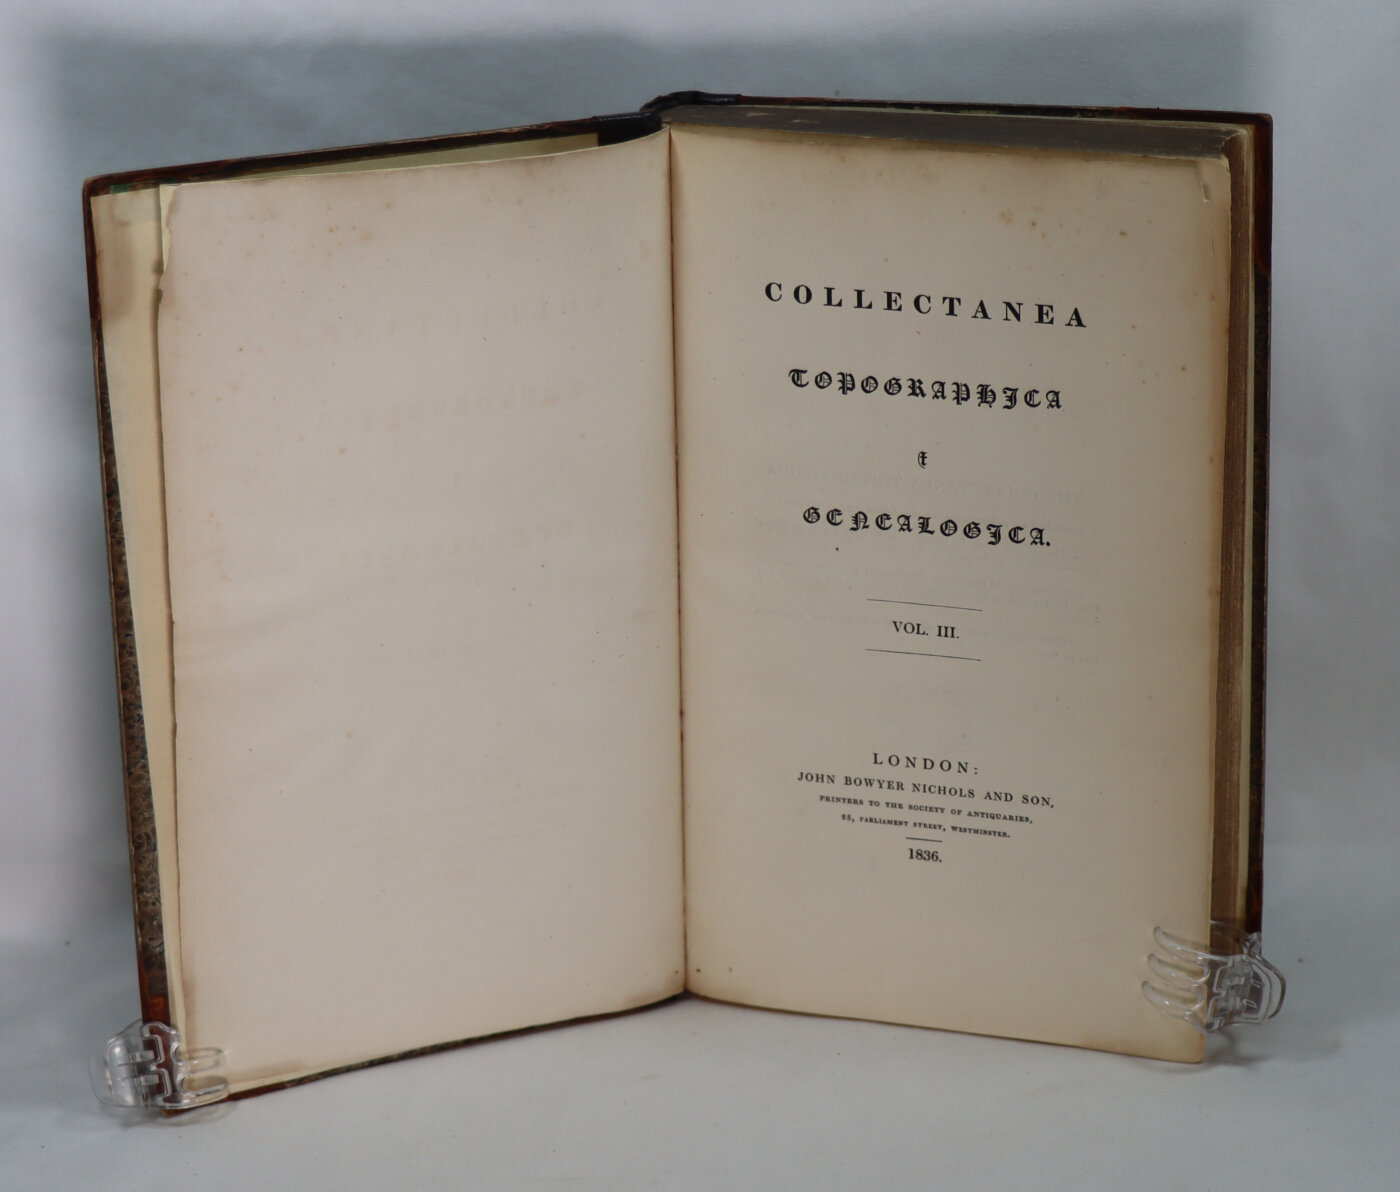 COLLECTANEA
TOPOGRAPHICA
&
GENEALOGICA.
VOL. III.
LONDON:
JOHN BOWYER NICHOLS AND SON,
PRINTERS TO THE SOCIETY OF ANTIQUARIES,
25, PARLIAMENT STREET, WESTMINSTER.
1836.